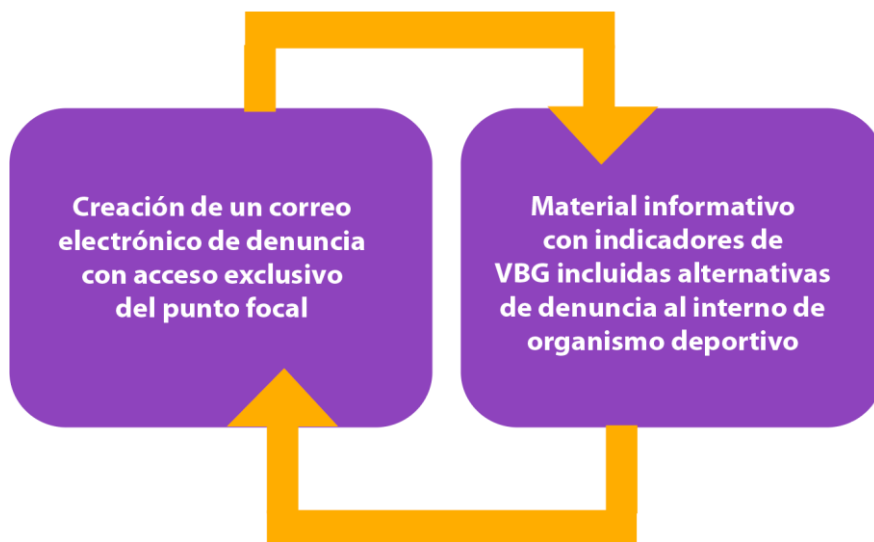 Creación de un correo
electrónico de denuncia
con acceso exclusivo
del punto focal
Material informativo
con indicadores de
VBG incluidas alternativas
de denuncia al interno de
organismo deportivo